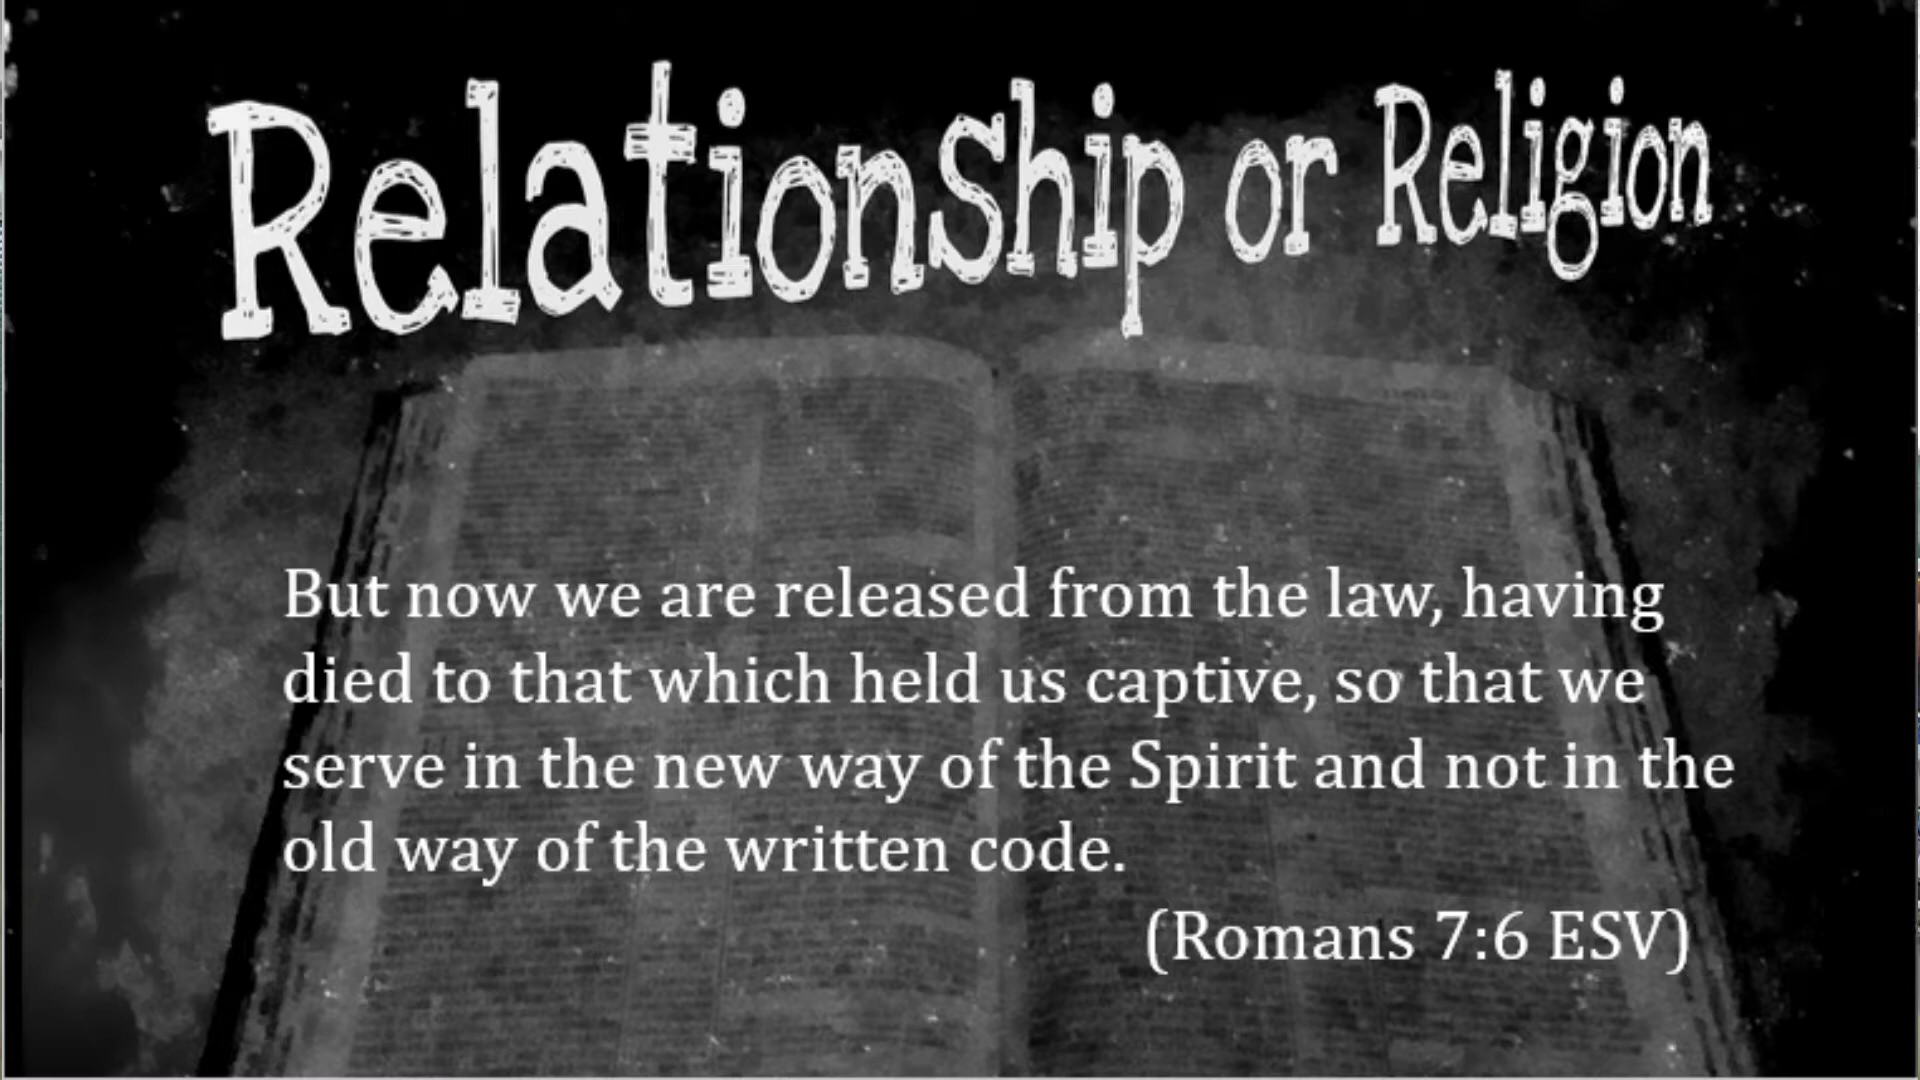 Relationship or Religion
But now we are released from the law, having
died to that which held us captive, so that we
serve in the new way of the Spirit and not in the
old way of the written code.
(Romans 7:6 ESV)